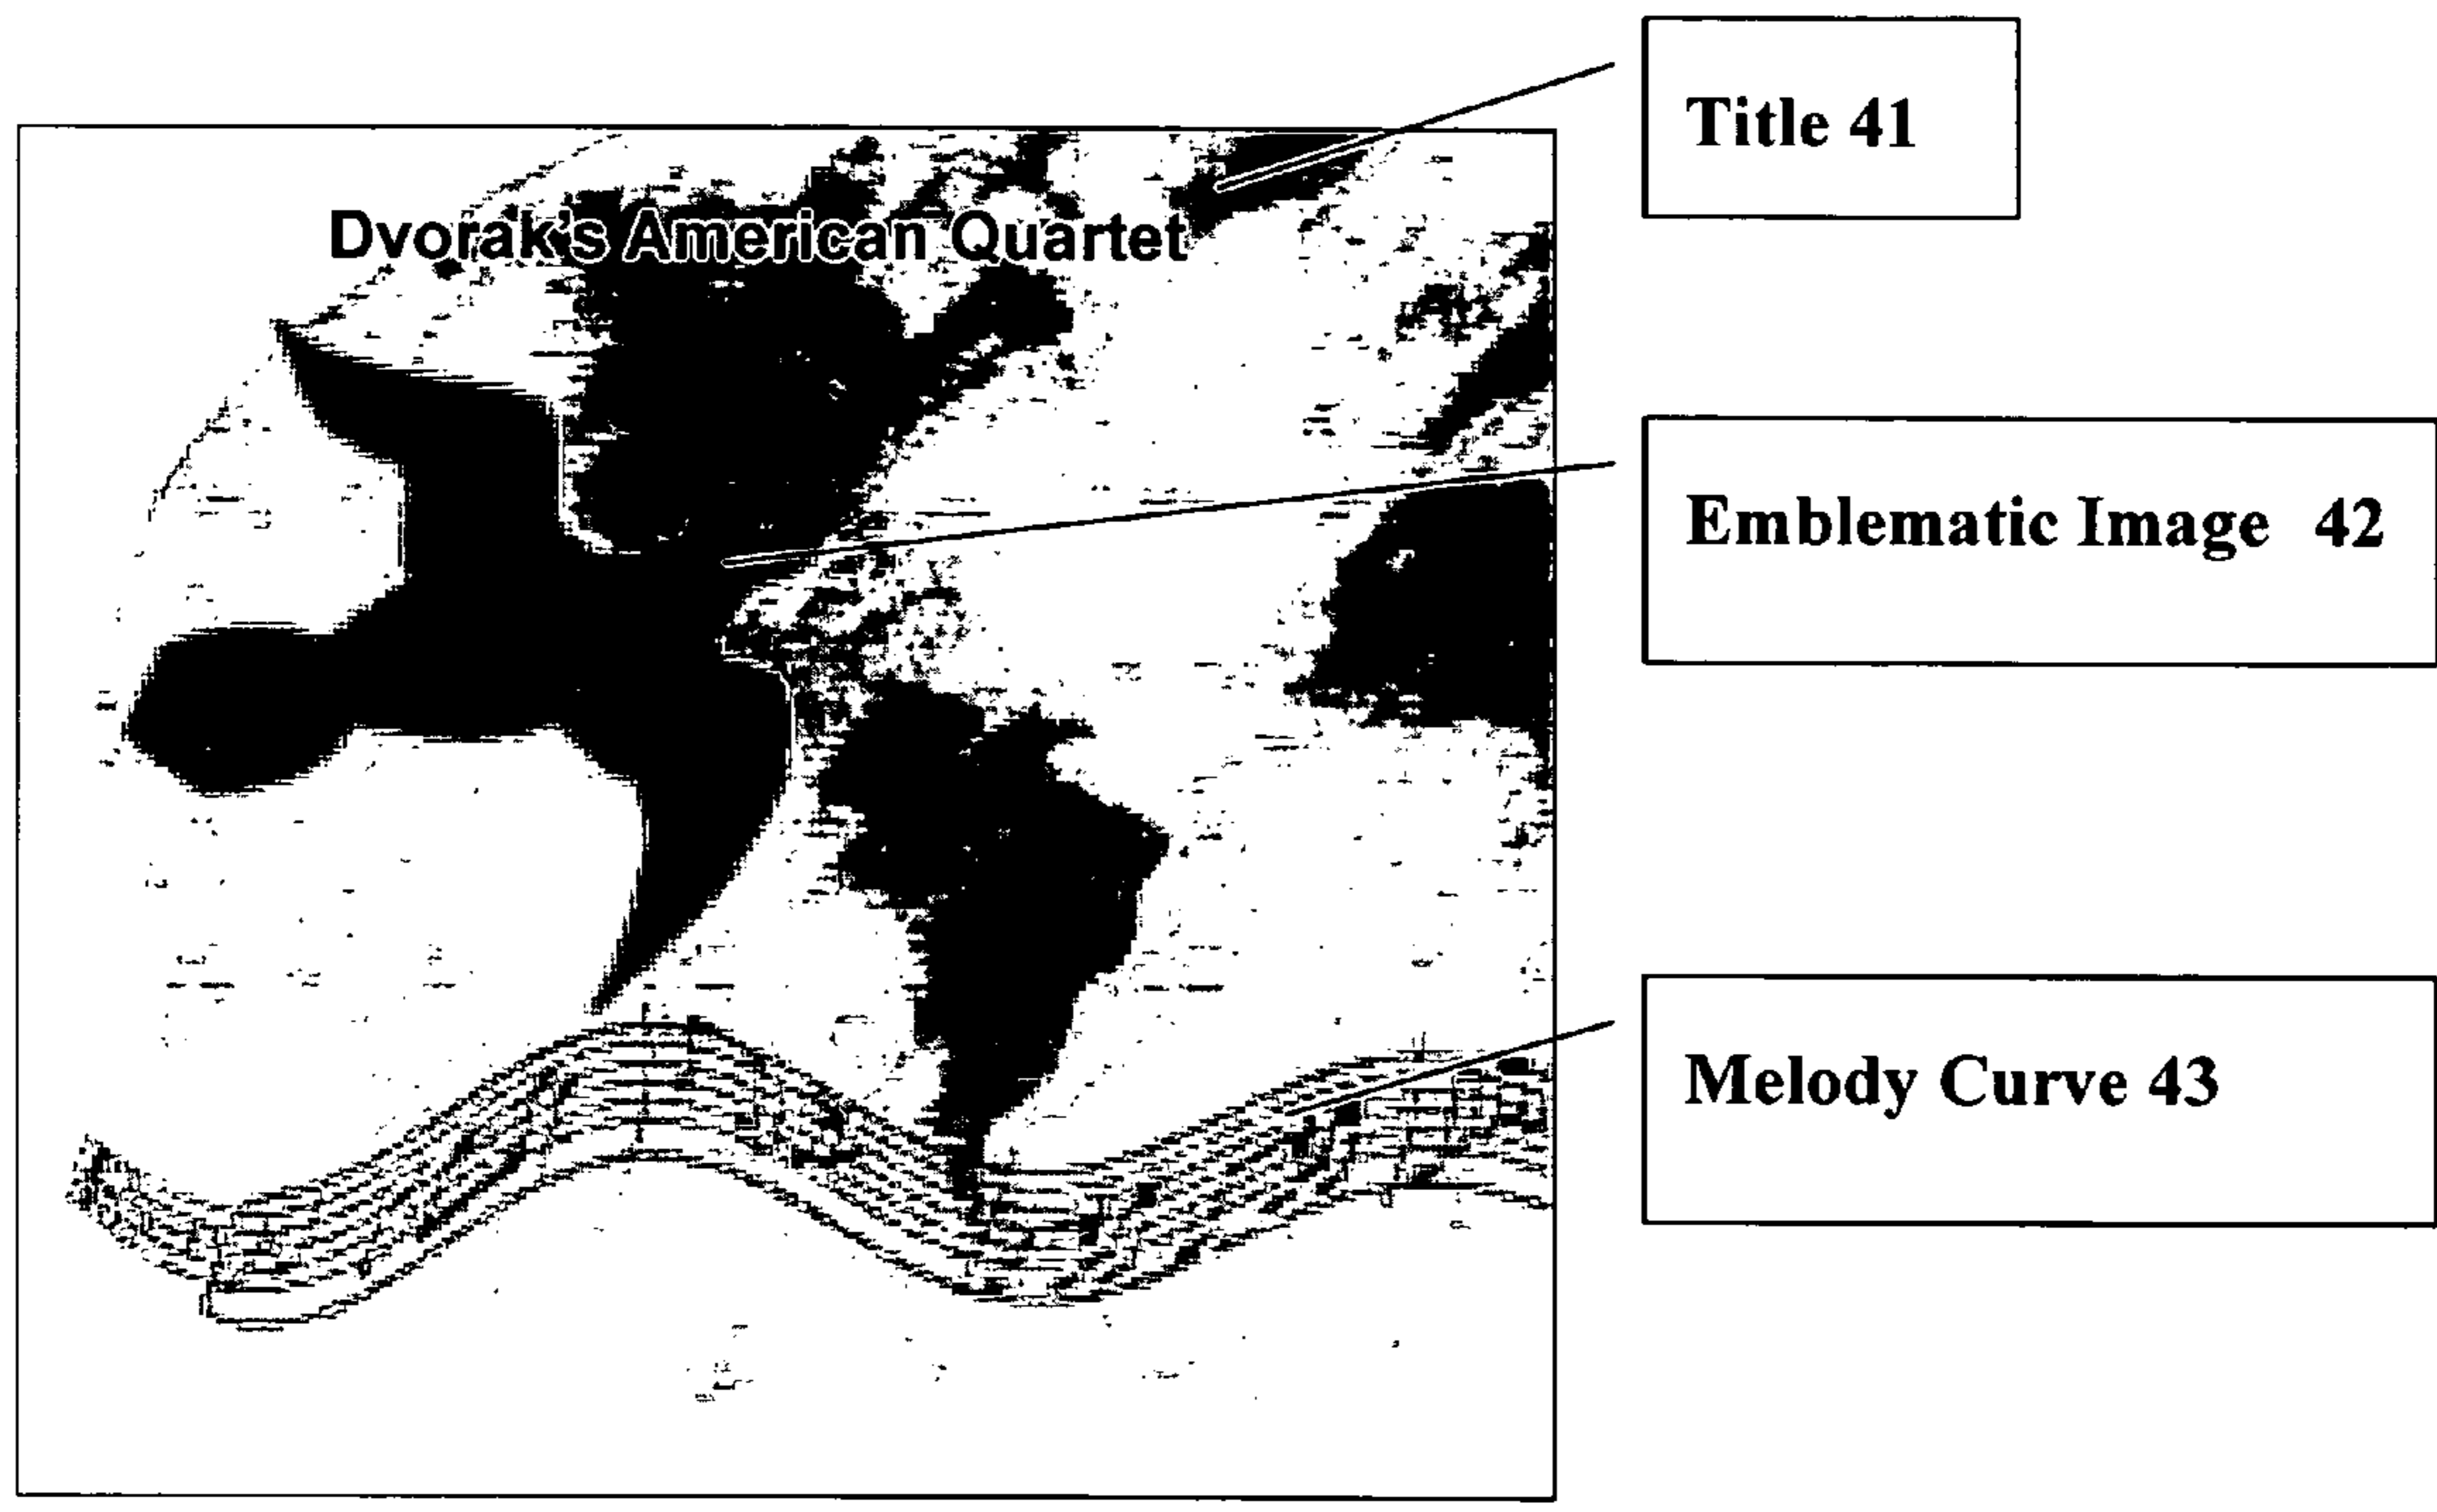 Title 41
Dvorak's American Quartet
Emblematic Image 42
Melody Curve 43